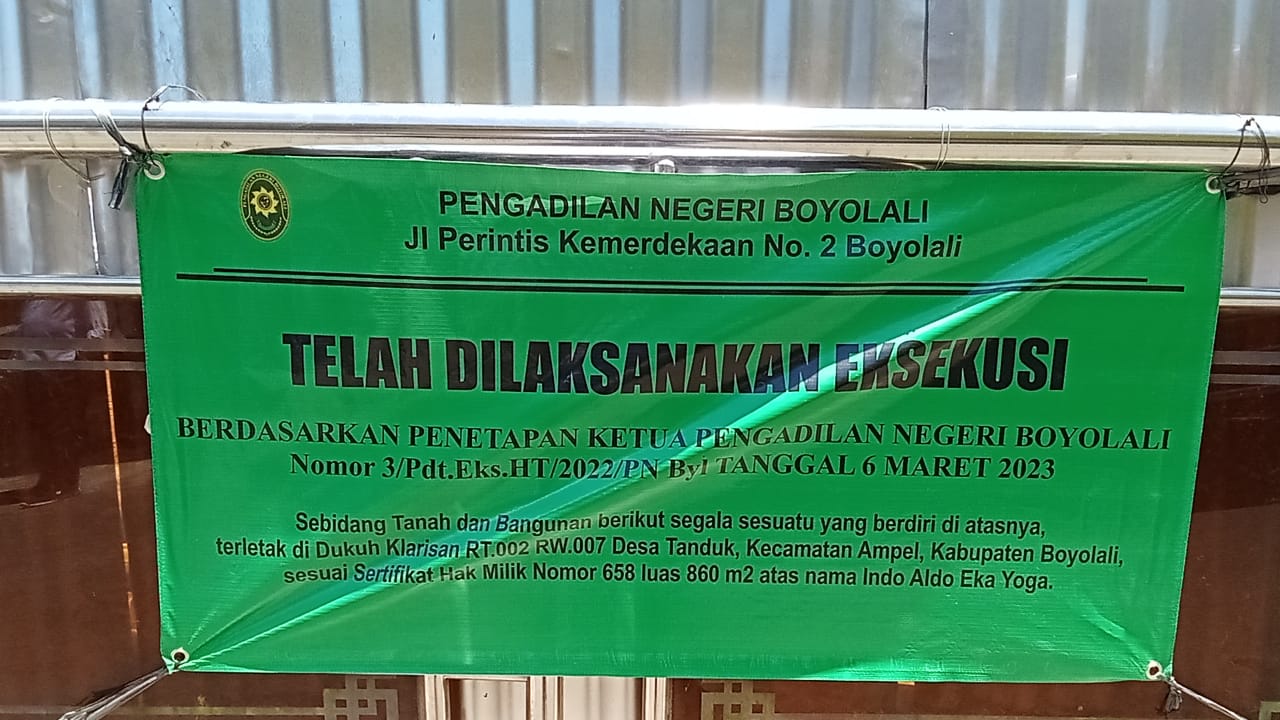 PENGADILAN NEGERI BOYOLALI
Jl Perintis Kemerdekaan No. 2 Boyolali
TELAH DILAKSANAKAN EKSEKUSI
BERDASARKAN PENETAPAN KETUA PENGADILAN NEGERI BOYOLALI
Nomor 3/Pdt.Eks.HT/2022/PN Byl TANGGAL 6 MARET 2023
Sebidang Tanah dan Bangunan berikut segala sesuatu yang berdiri di atasnya,
terletak di Dukuh Klarisan RT.002 RW.007 Desa Tanduk, Kecamatan Ampel, Kabupaten Boyolali,
sesuai Sertifikat Hak Milik Nomor 658 luas 860 m2 atas nama Indo Aldo Eka Yoga.